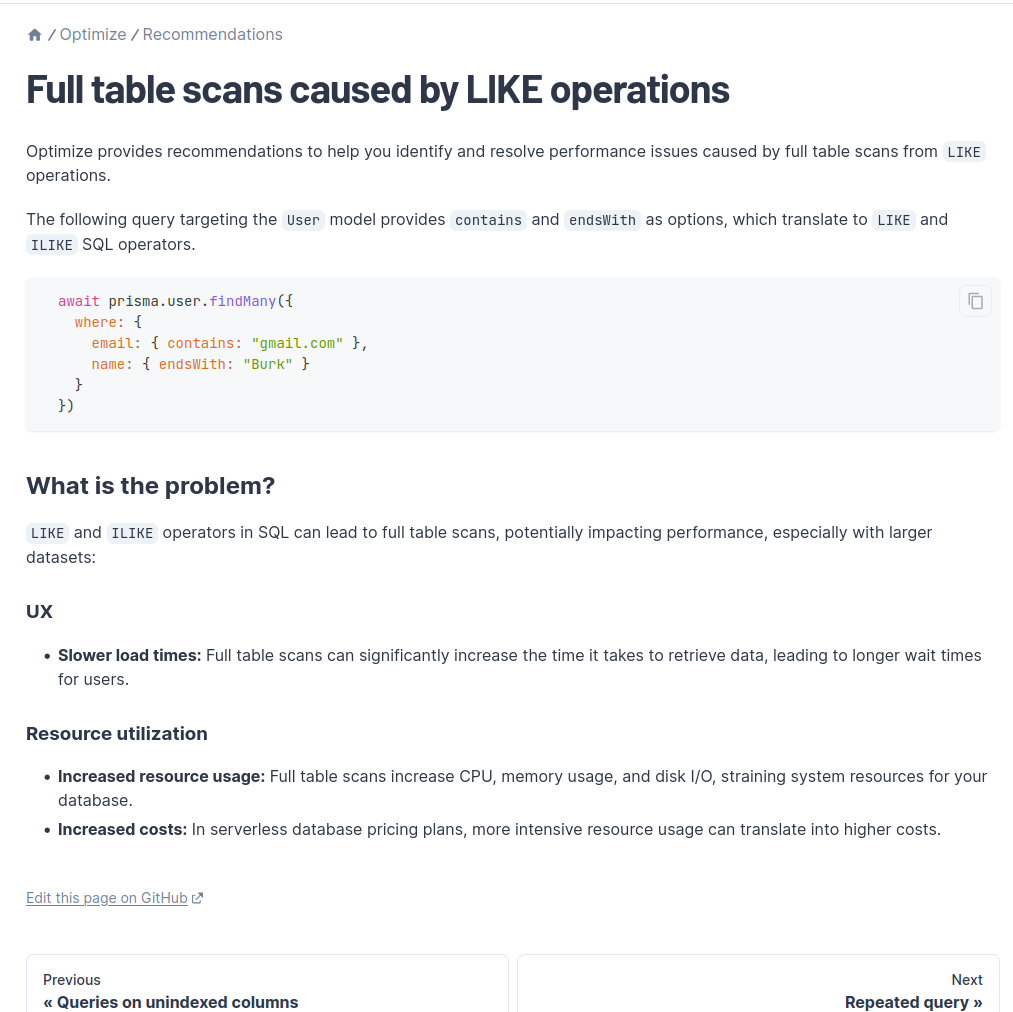 / Optimize / Recommendations
Full table scans caused by LIKE operations
Optimize provides recommendations to help you identify and resolve performance issues caused by full table scans from LIKE
operations.
The following query targeting the User model provides contains and endsWith as options, which translate to LIKE and
ILIKE SQL operators.
await prisma.user.findMany({
  where: {
    email: { contains: "gmail.com" },
    name: { endsWith: "Burk" }
  }
})
What is the problem?
LIKE and ILIKE operators in SQL can lead to full table scans, potentially impacting performance, especially with larger
datasets:
UX
• Slower load times: Full table scans can significantly increase the time it takes to retrieve data, leading to longer wait times
for users.
Resource utilization
• Increased resource usage: Full table scans increase CPU, memory usage, and disk I/O, straining system resources for your
database.
• Increased costs: In serverless database pricing plans, more intensive resource usage can translate into higher costs.
Edit this page on GitHub
Previous
« Queries on unindexed columns
Next
Repeated query »